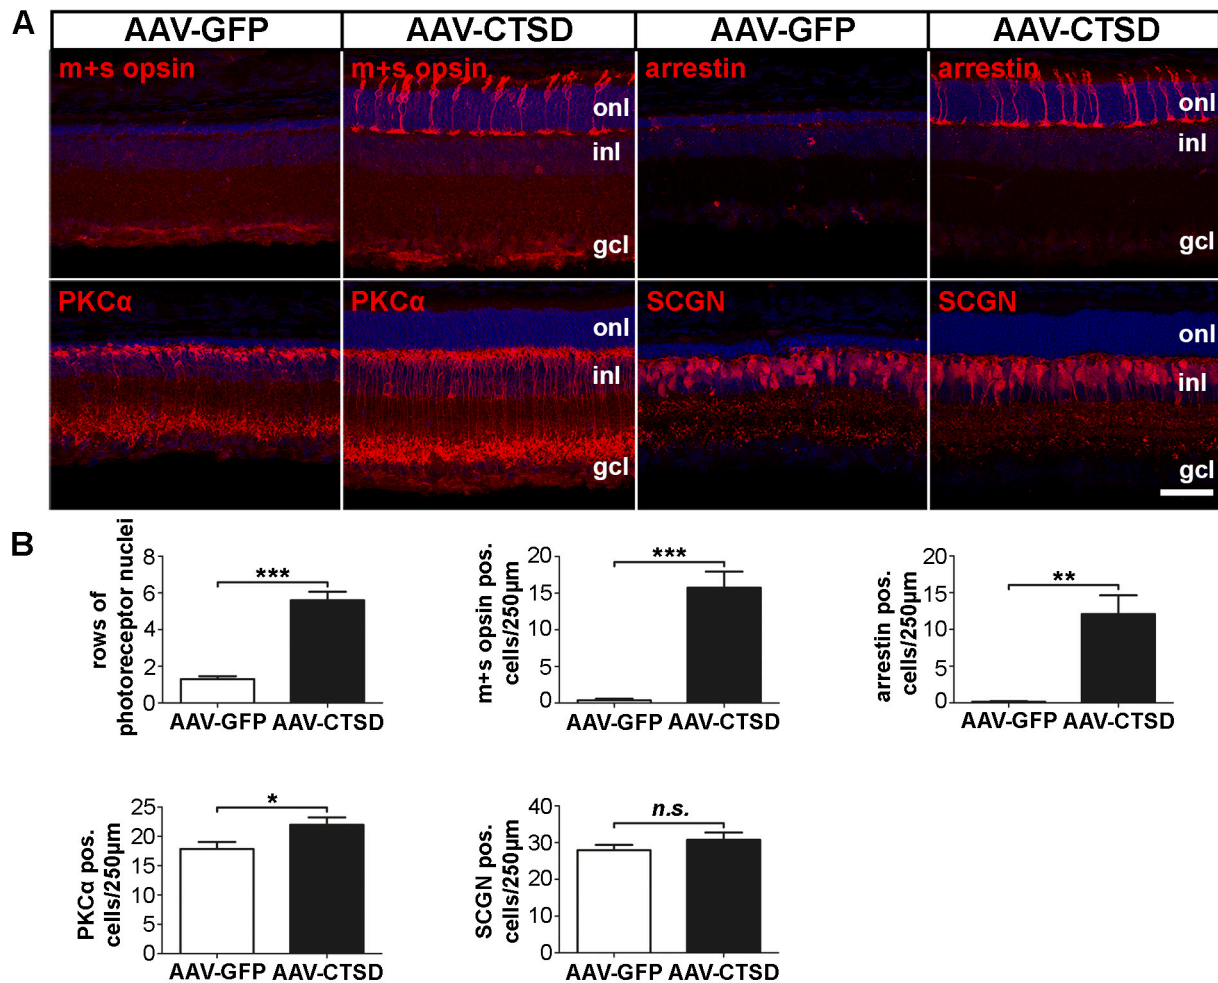 A
AAV-GFP AAV-CTSD AAV-GFP AAV-CTSD
m+s opsin m+s opsin arrestin arrestin
onl onl
inl inl
gcl gcl
PKCα PKCα SCGN SCGN
onl onl
inl inl
gcl gcl
B
rows of
photoreceptor nuclei
8
6
4
2
0
***
AAV-GFP AAV-CTSD
m+s opsin pos.
cells/250µm
20
15
10
5
0
***
AAV-GFP AAV-CTSD
arrestin pos.
cells/250µm
20
15
10
5
0
**
AAV-GFP AAV-CTSD
PKCα pos.
cells/250µm
25
20
15
10
5
0
*
AAV-GFP AAV-CTSD
SCGN pos.
cells/250µm
40
30
20
10
0
n.s.
AAV-GFP AAV-CTSD